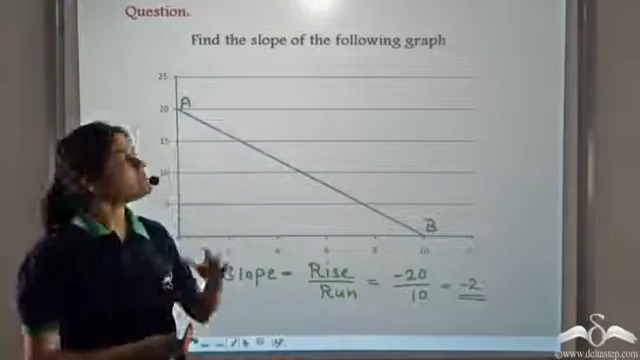 Question.
Find the slope of the following graph
25
20 A
15
10
5
B
2 4 6 8 10
Slope = Rise / Run = -20 / 10 = -2
www.deltastep.com